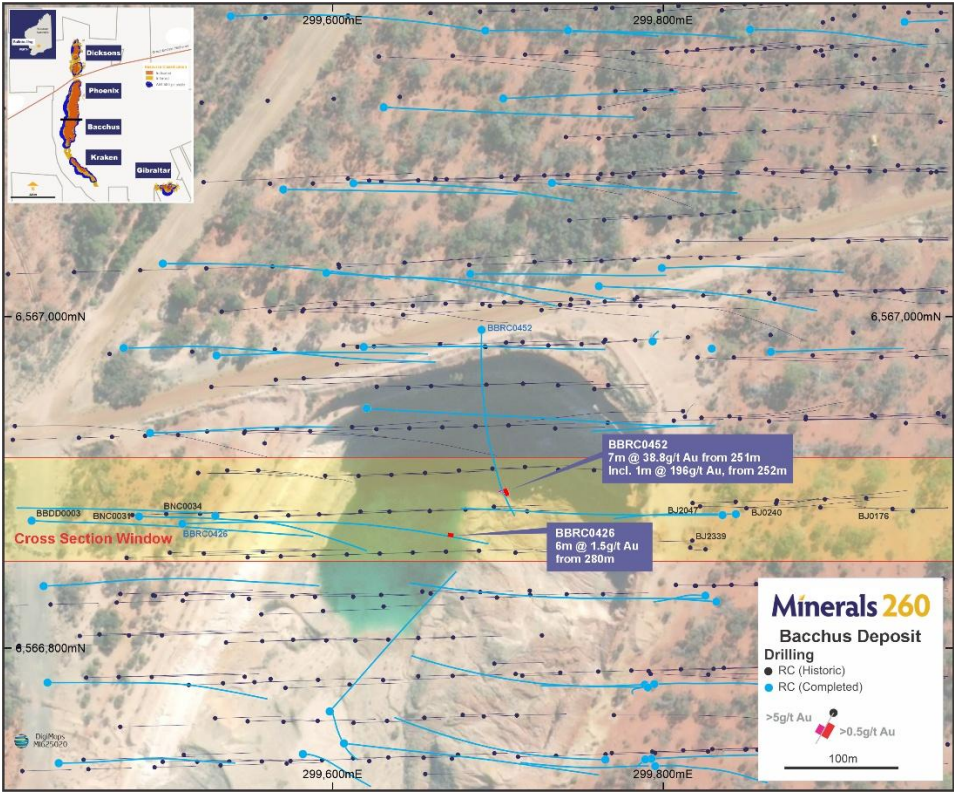 299,600mE
299,800mE
Dicksons
Phoenix
Bacchus
Kraken
Gibraltar
6,567,000mN
6,567,000mN
BBRC0452
BBRC0452
7m @ 38.8g/t Au from 251m
Incl. 1m @ 196g/t Au, from 252m
BBDD0003
BNC0031
BNC0034
BBRC0426
Cross Section Window
BJ2047
BJ0240
BJ0176
BJ2339
BBRC0426
6m @ 1.5g/t Au
from 280m
6,566,800mN
Minerals 260
Bacchus Deposit
Drilling
RC (Historic)
RC (Completed)
>5g/t Au
>0.5g/t Au
100m
DigiMaps
MIG25020
299,600mE
299,800mE